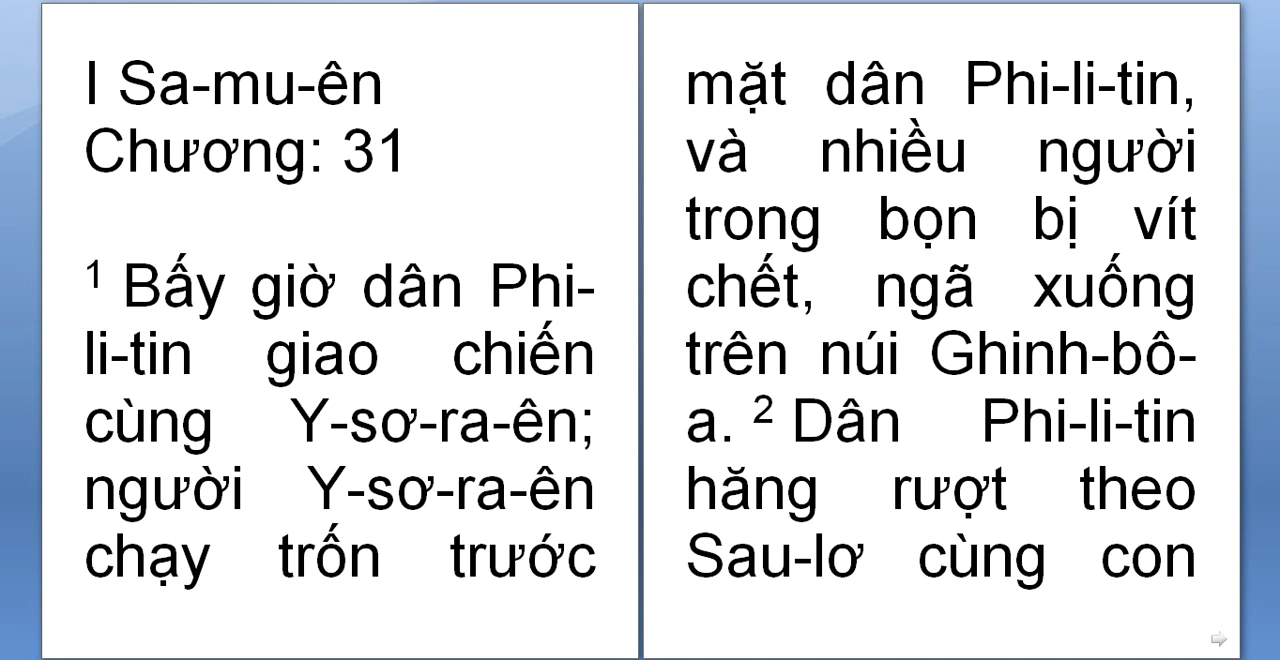 I Sa-mu-ên
Chương: 31
1 Bấy giờ dân Phi-
li-tin giao chiến
cùng Y-sơ-ra-ên;
người Y-sơ-ra-ên
chạy trốn trước
mặt dân Phi-li-tin,
và nhiều người
trong bọn bị vít
chết, ngã xuống
trên núi Ghinh-bô-
a. 2 Dân Phi-li-tin
hăng rượt theo
Sau-lơ cùng con